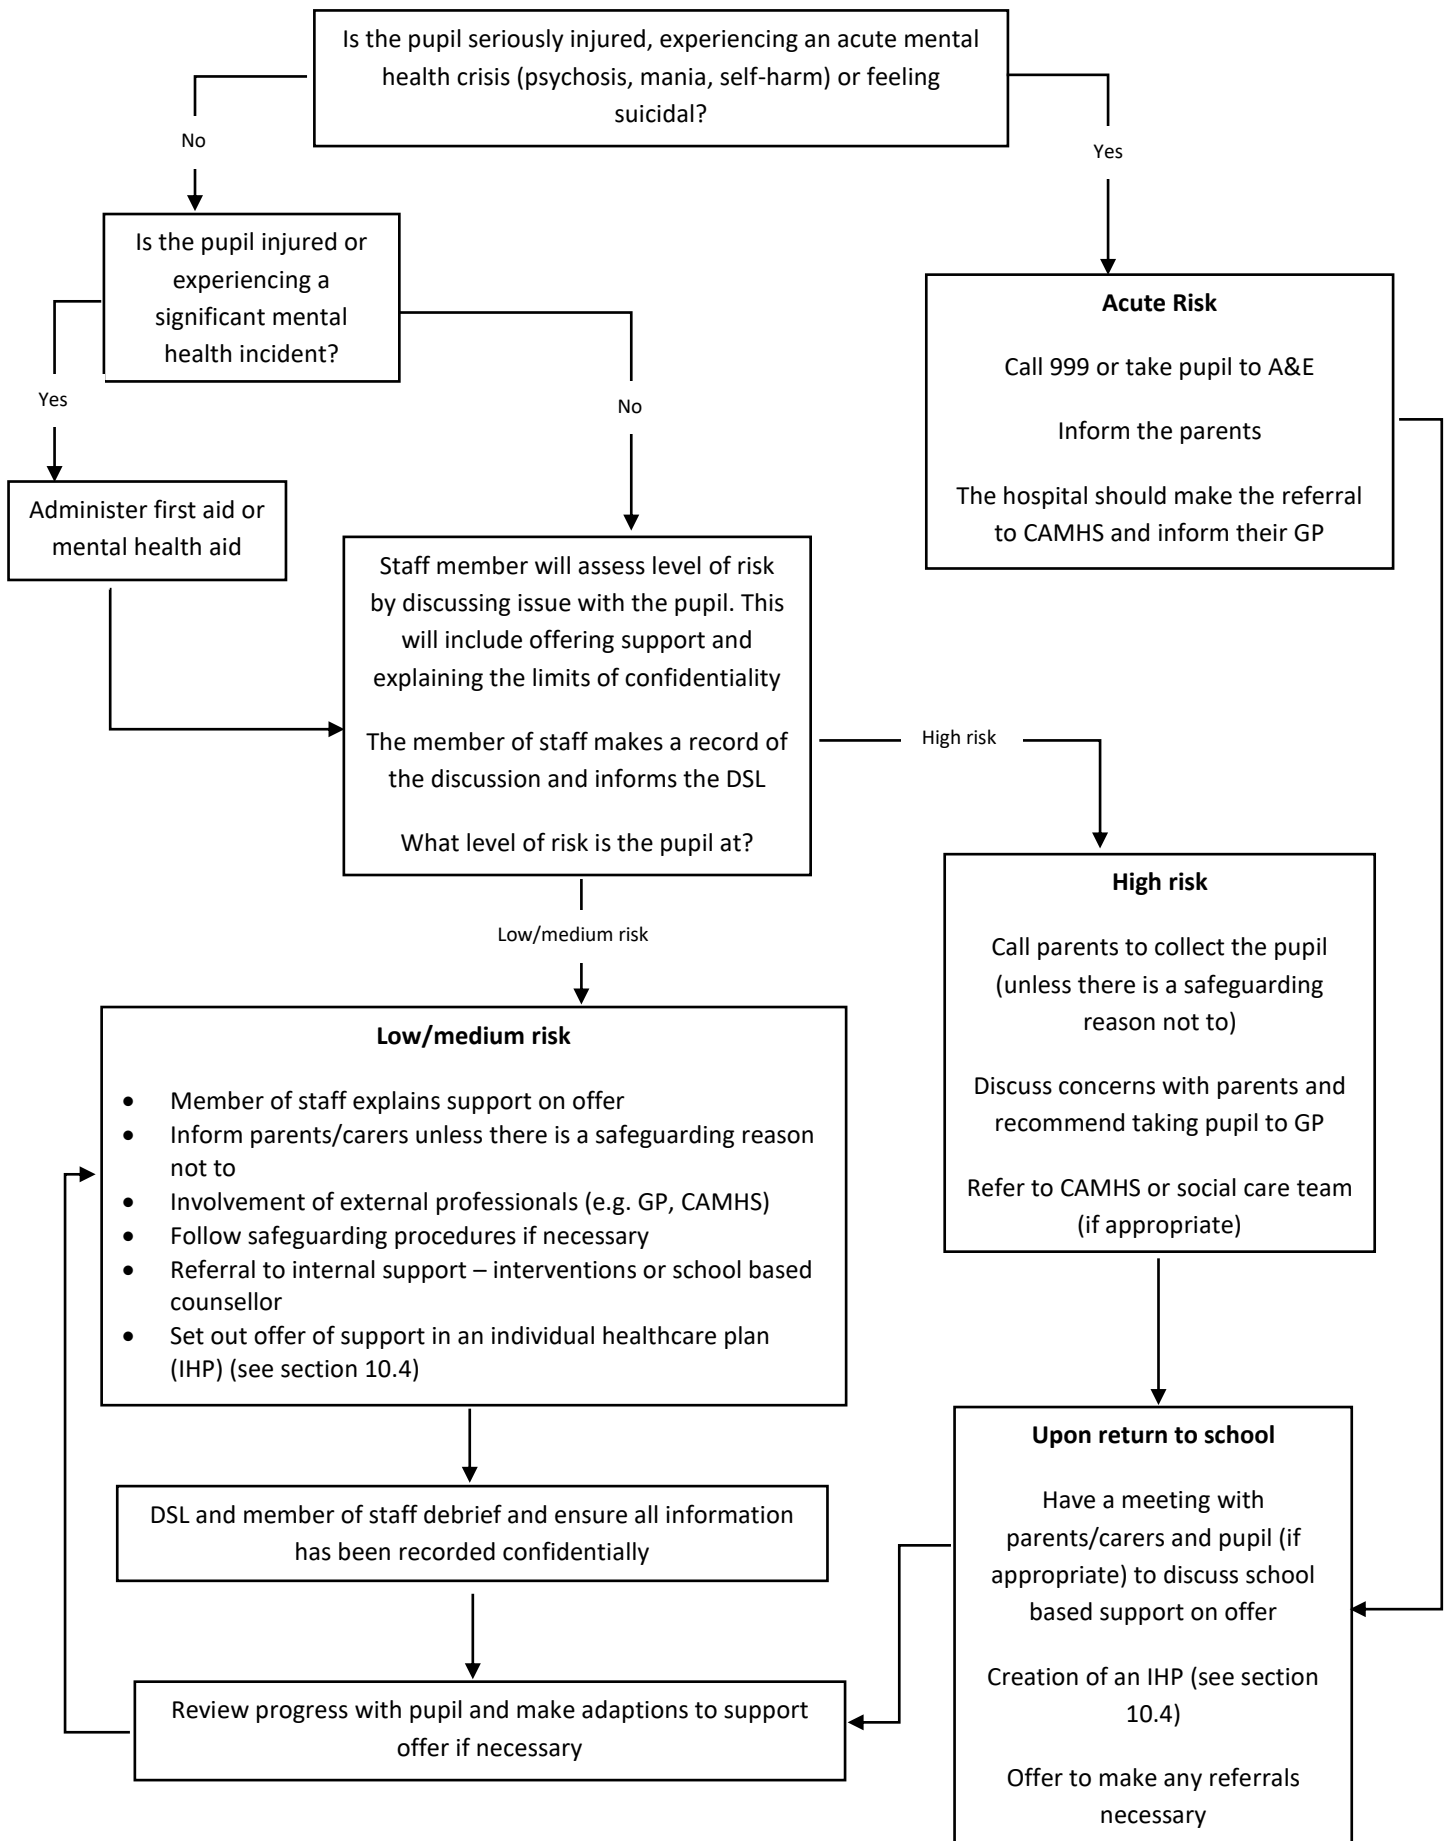 Is the pupil seriously injured, experiencing an acute mental
health crisis (psychosis, mania, self-harm) or feeling
suicidal?
No
Yes
Is the pupil injured or
experiencing a
significant mental
health incident?
Acute Risk
Call 999 or take pupil to A&E
Inform the parents
The hospital should make the referral
to CAMHS and inform their GP
Yes
No
Administer first aid or
mental health aid
Staff member will assess level of risk
by discussing issue with the pupil. This
will include offering support and
explaining the limits of confidentiality
The member of staff makes a record of
the discussion and informs the DSL
What level of risk is the pupil at?
High risk
Low/medium risk
High risk
Call parents to collect the pupil
(unless there is a safeguarding
reason not to)
Discuss concerns with parents and
recommend taking pupil to GP
Refer to CAMHS or social care team
(if appropriate)
Low/medium risk
• Member of staff explains support on offer
• Inform parents/carers unless there is a safeguarding reason
not to
• Involvement of external professionals (e.g. GP, CAMHS)
• Follow safeguarding procedures if necessary
• Referral to internal support – interventions or school based
counsellor
• Set out offer of support in an individual healthcare plan
(IHP) (see section 10.4)
DSL and member of staff debrief and ensure all information
has been recorded confidentially
Review progress with pupil and make adaptions to support
offer if necessary
Upon return to school
Have a meeting with
parents/carers and pupil (if
appropriate) to discuss school
based support on offer
Creation of an IHP (see section
10.4)
Offer to make any referrals
necessary